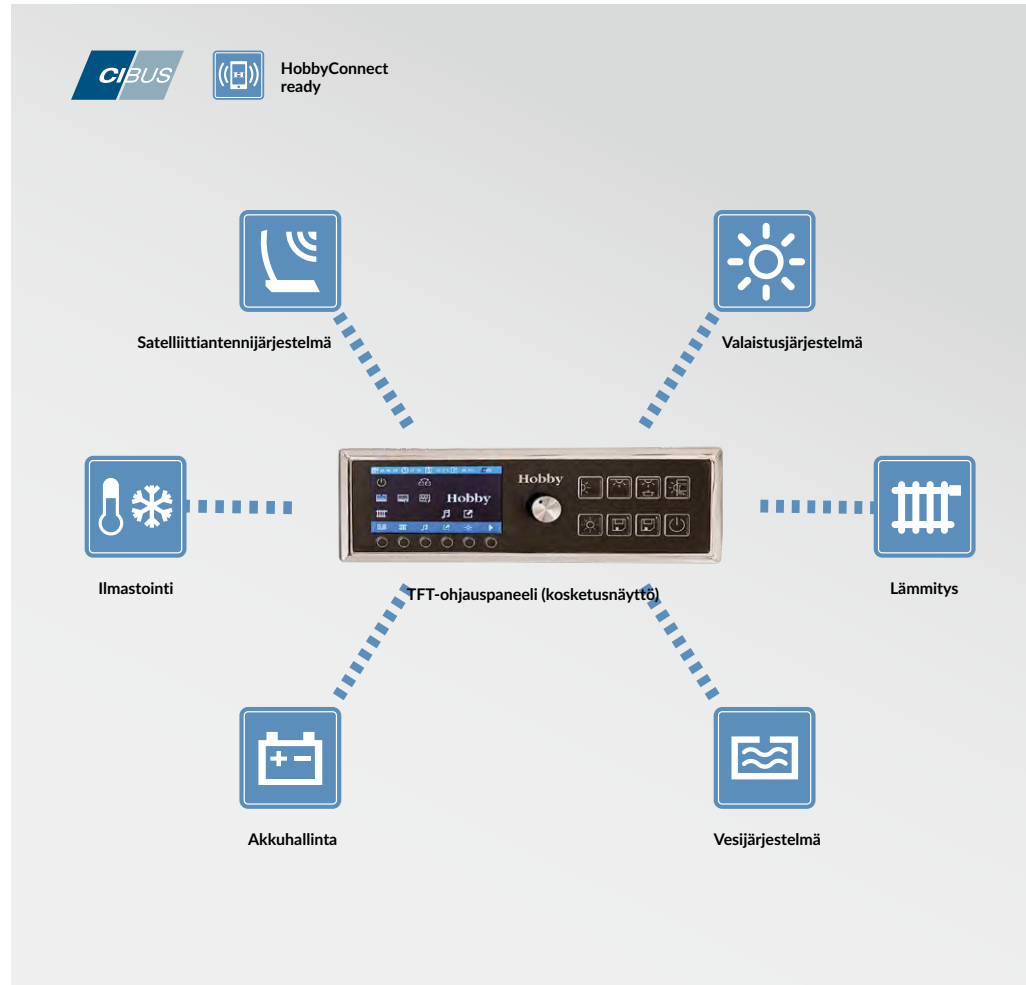 CIBUS
HobbyConnect
ready
Satelliittiantennijärjestelmä
Valaistusjärjestelmä
Hobby
Hobby
Ilmastointi
TFT-ohjauspaneeli (kosketusnäyttö)
Lämmitys
Akkuhallinta
Vesijärjestelmä